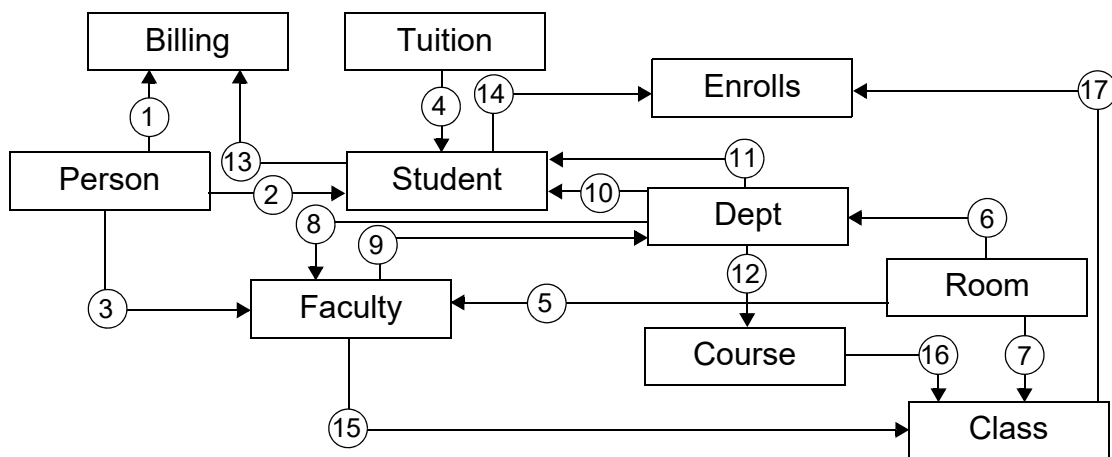 Billing
Tuition
Enrolls
17
4
14
1
13
11
Person
2
Student
10
Dept
6
8
9
12
Room
3
Faculty
5
Course
16
7
15
Class